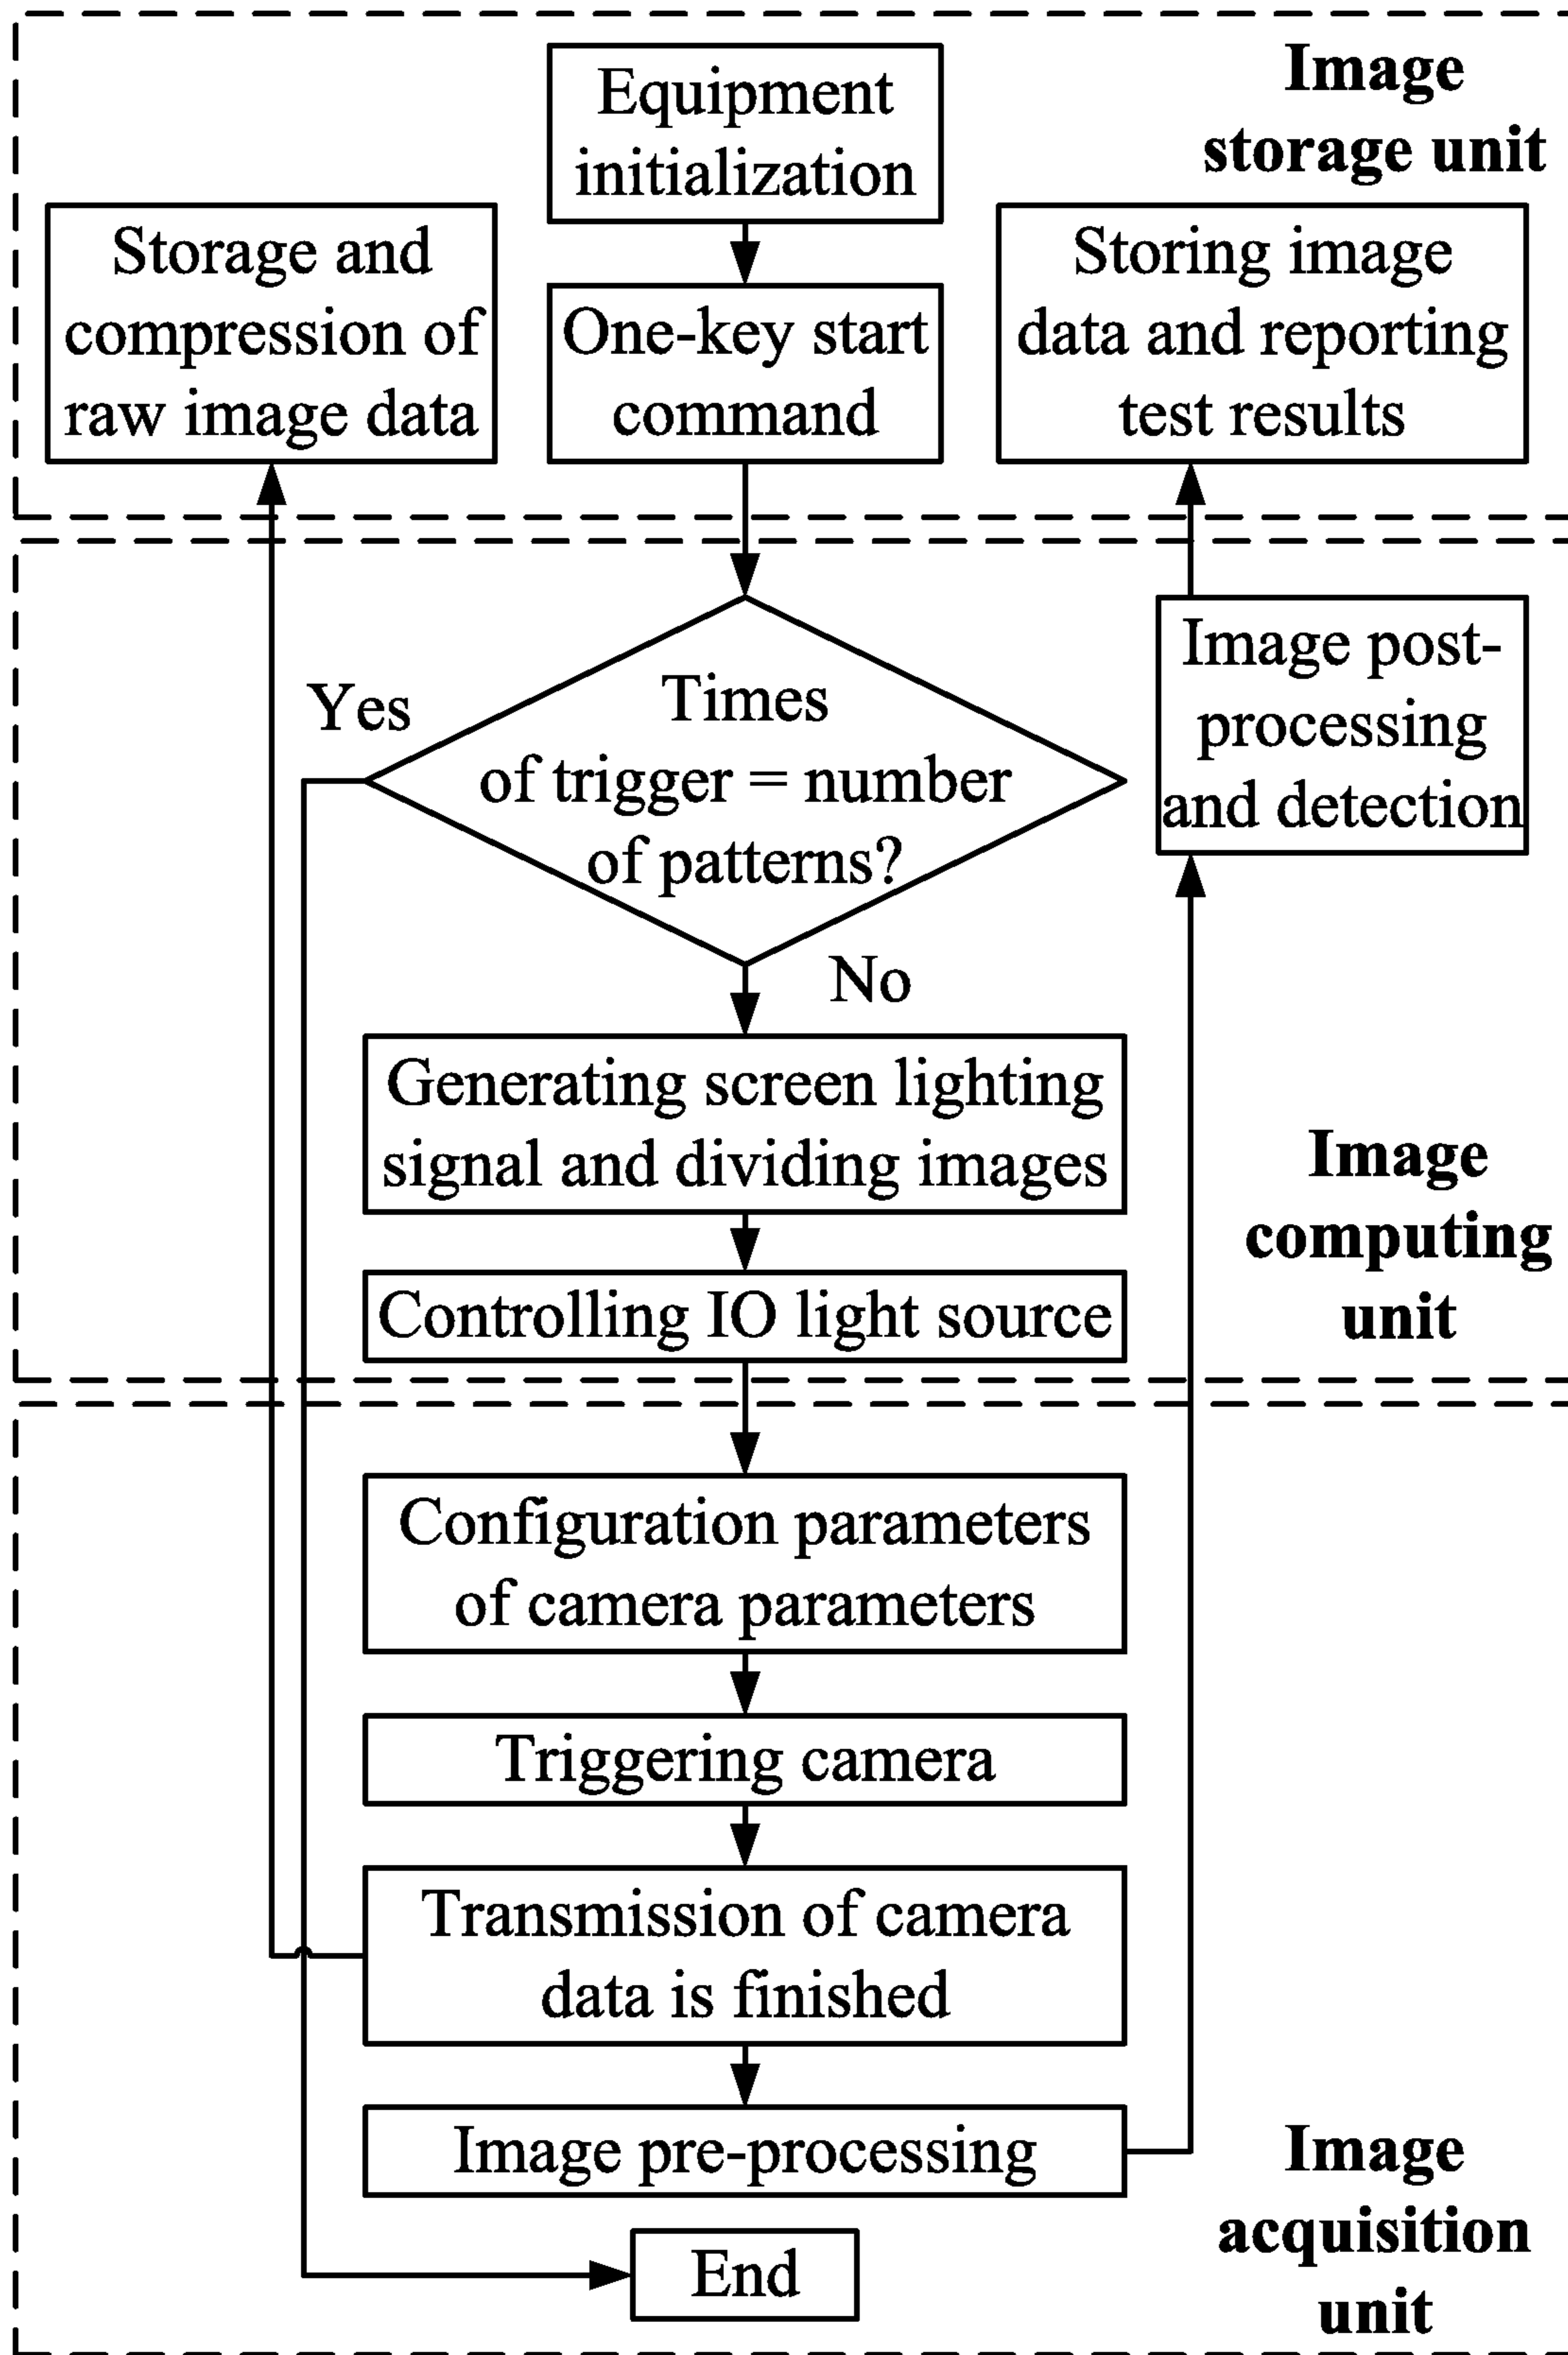 Equipment
initialization
Image
storage unit
Storage and
compression of
raw image data
One-key start
command
Storing image
data and reporting
test results
Yes
Times
of trigger = number
of patterns?
Image post-
processing
and detection
No
Generating screen lighting
signal and dividing images
Controlling IO light source
Image
computing
unit
Configuration parameters
of camera parameters
Triggering camera
Transmission of camera
data is finished
Image pre-processing
End
Image
acquisition
unit